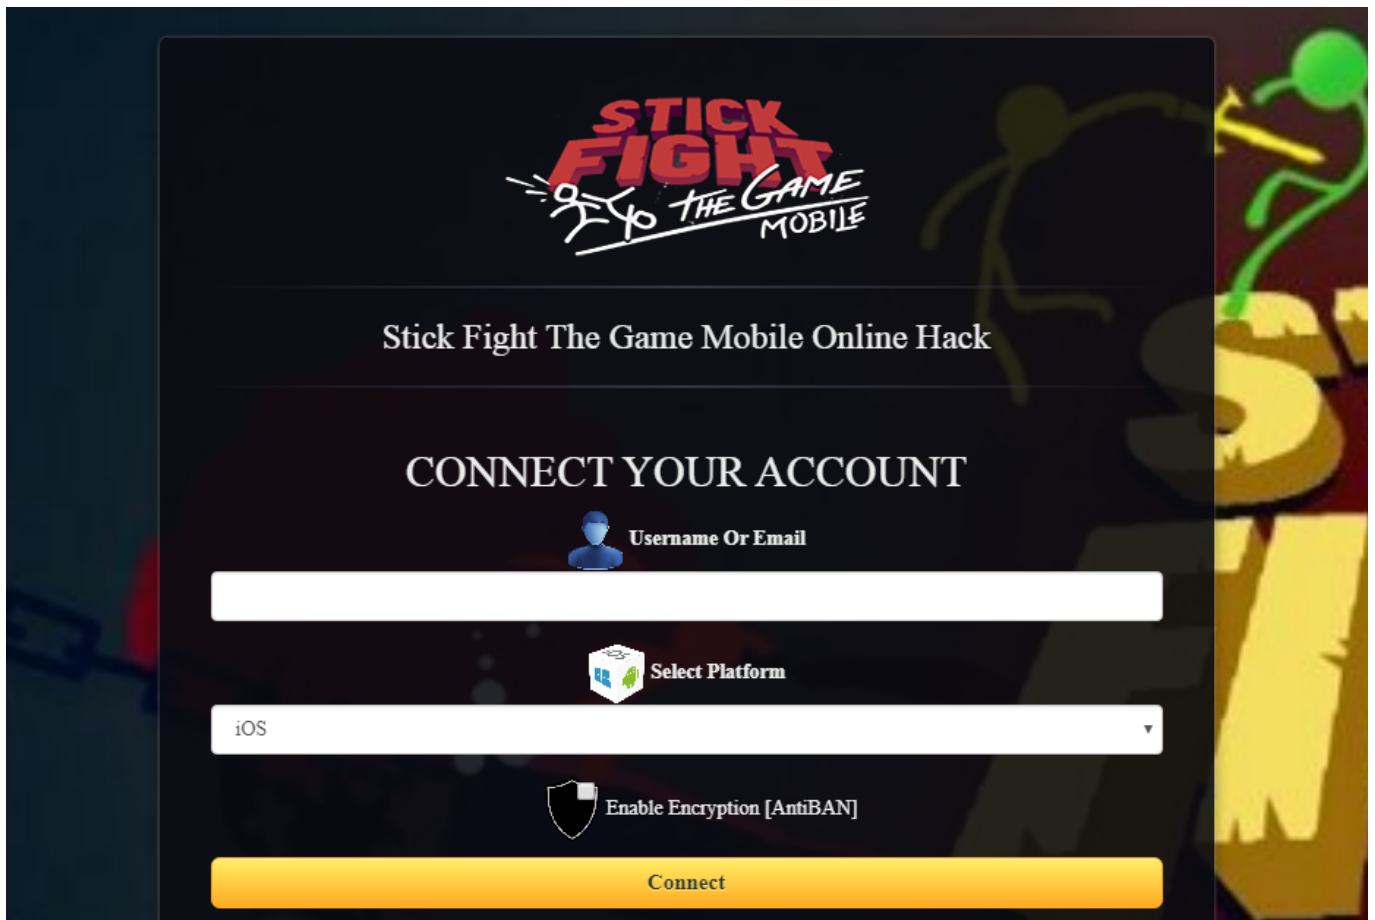 STICK
FIGHT
THE GAME
MOBILE
Stick Fight The Game Mobile Online Hack
CONNECT YOUR ACCOUNT
Username Or Email
iOS
Select Platform
iOS
Enable Encryption [AntiBAN]
Connect